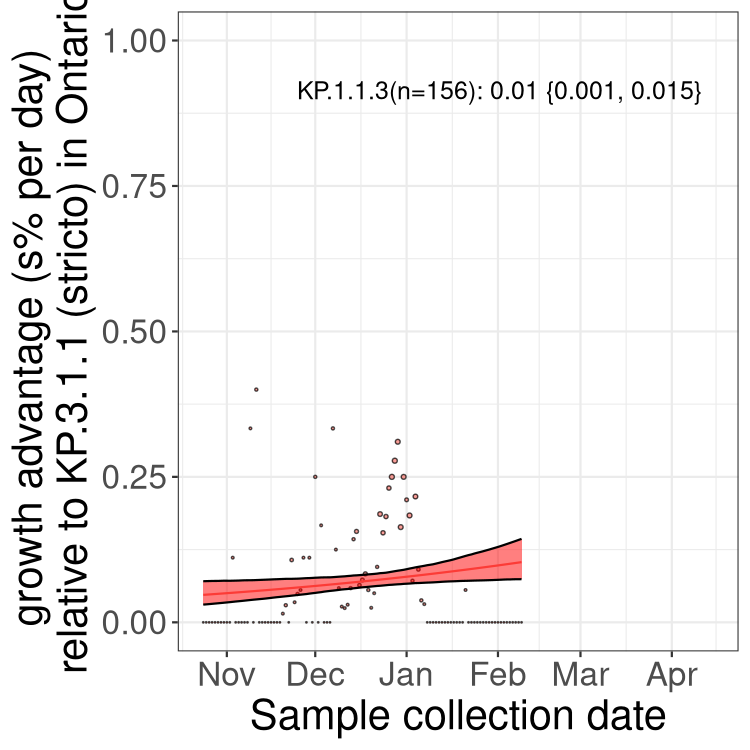 growth advantage (s% per day)
relative to KP.3.1.1 (stricto) in Ontario
1.00
0.75
0.50
0.25
0.00
KP.1.1.3(n=156): 0.01 {0.001, 0.015}
Nov Dec Jan Feb Mar Apr
Sample collection date